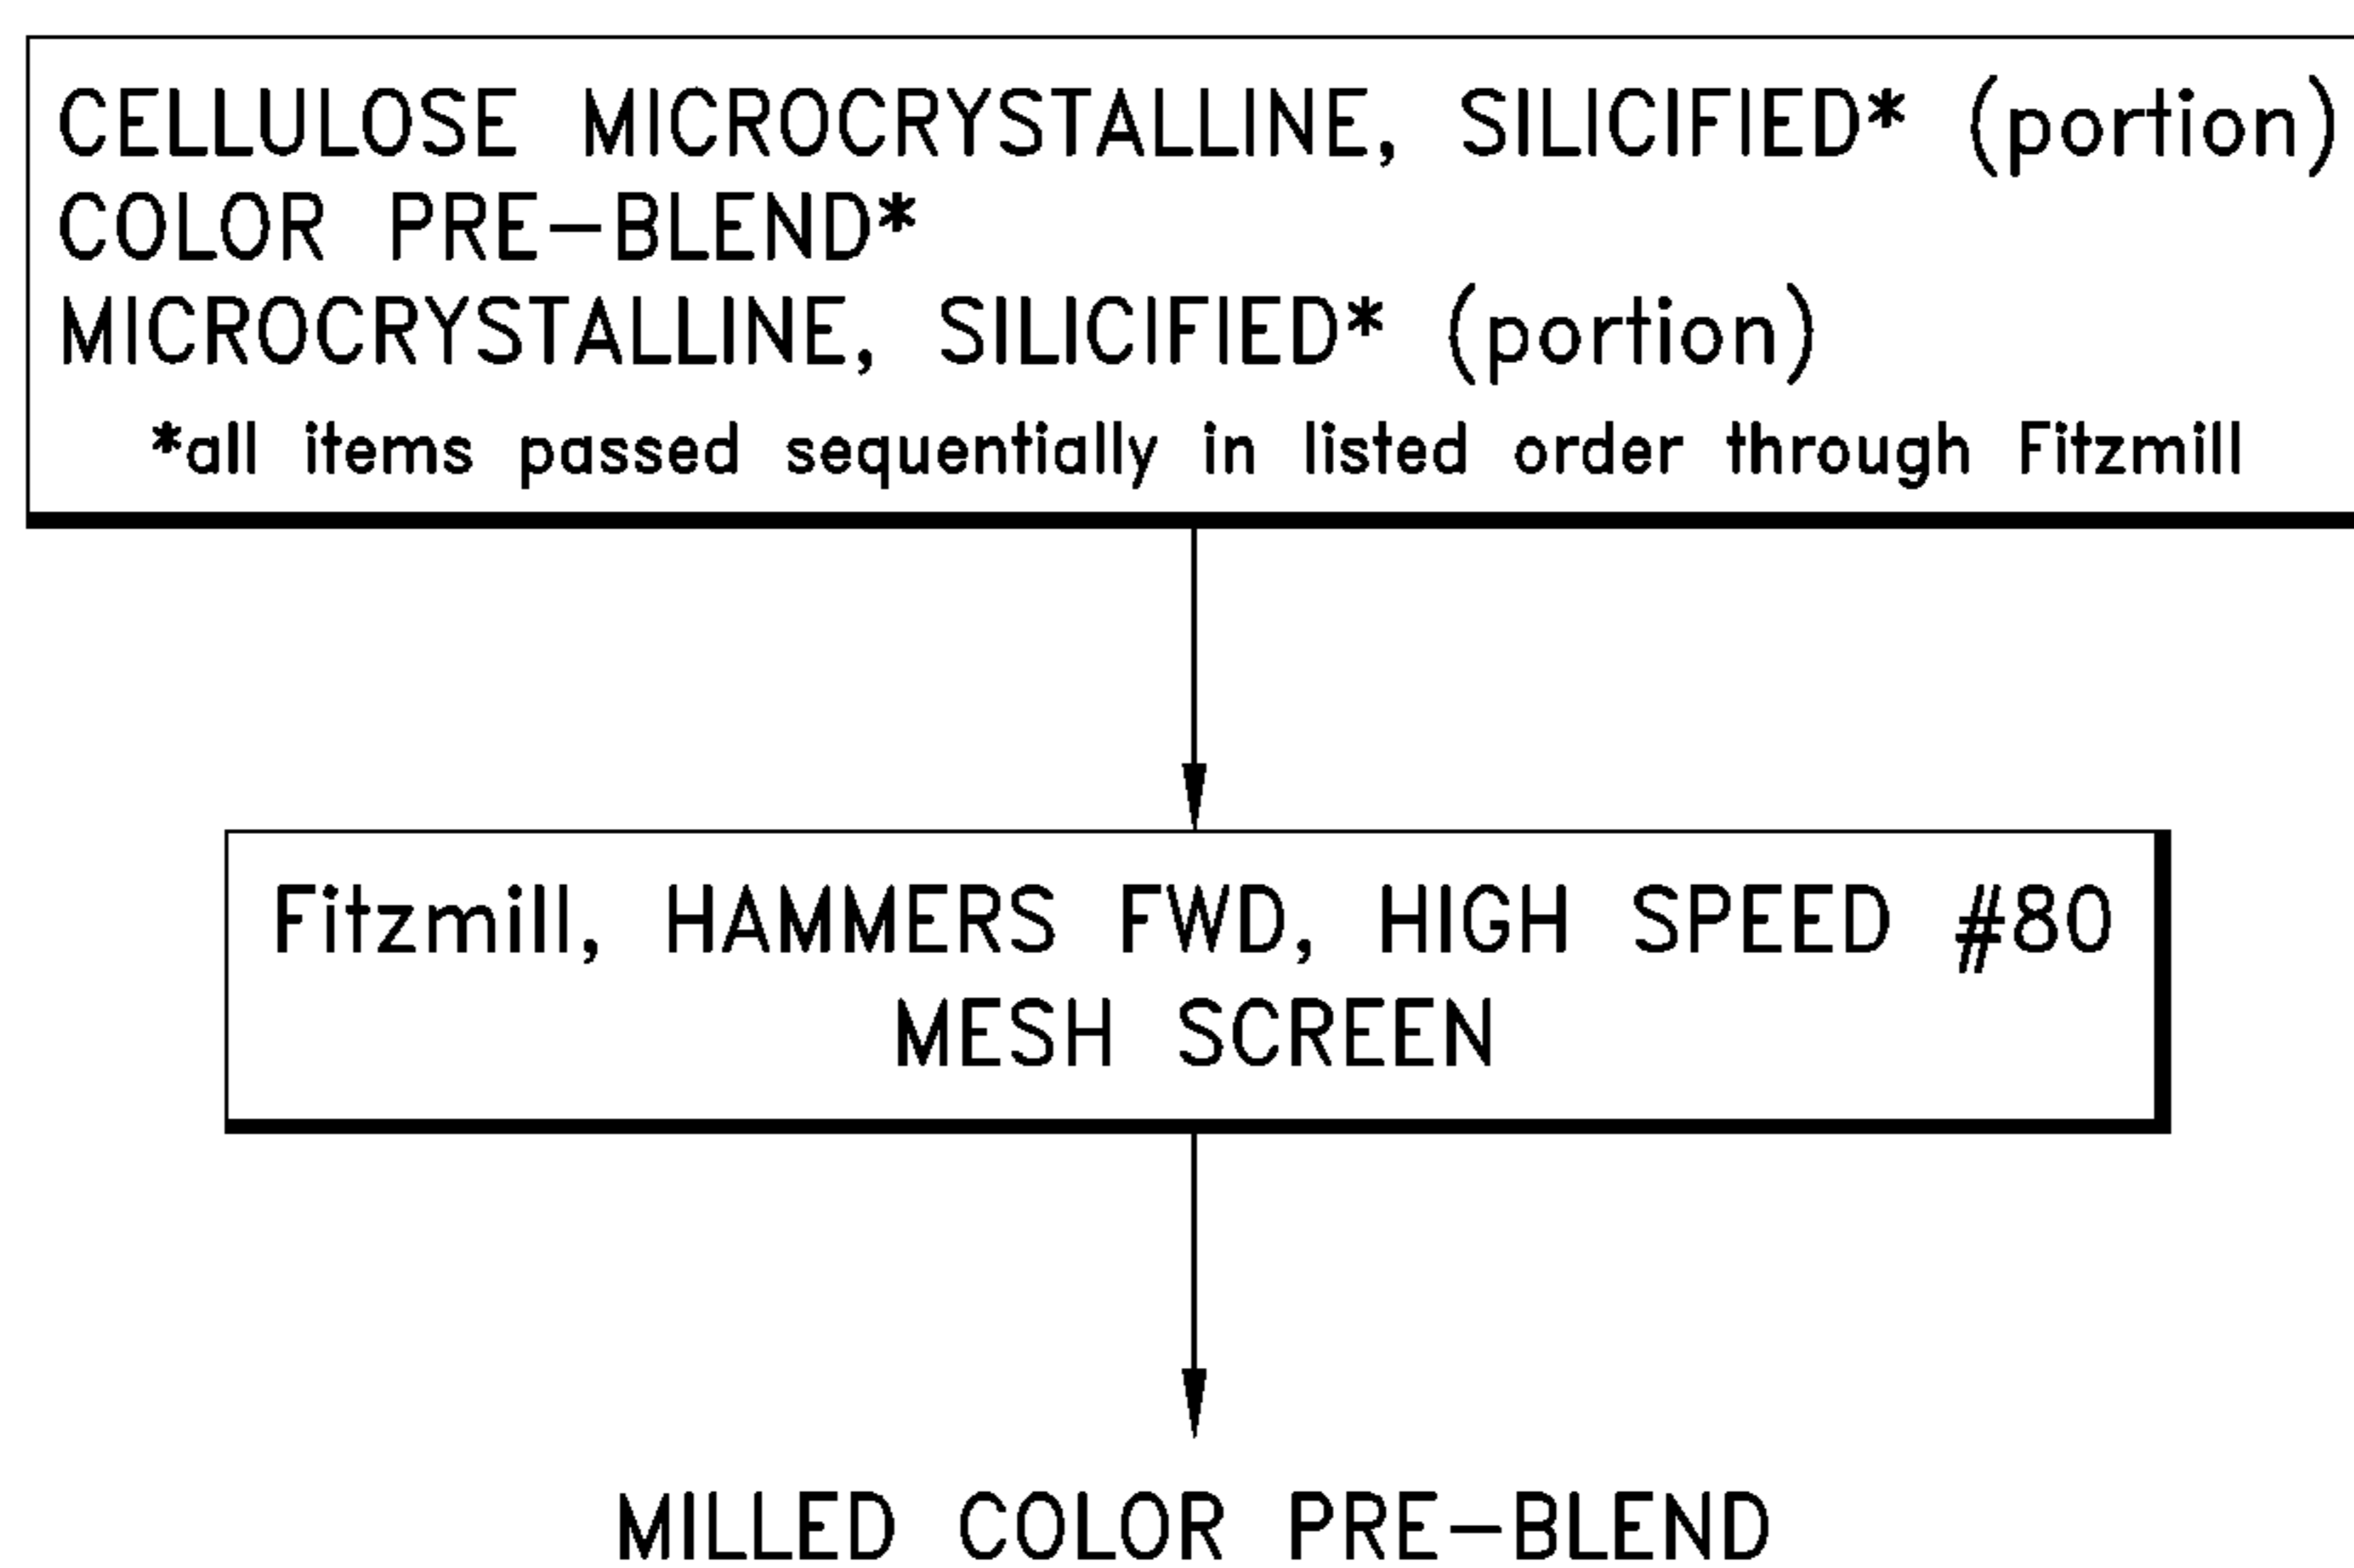 CELLULOSE MICROCRYSTALLINE, SILICIFIED* (portion)
COLOR PRE-BLEND*
MICROCRYSTALLINE, SILICIFIED* (portion)
*all items passed sequentially in listed order through Fitzmill
Fitzmill, HAMMERS FWD, HIGH SPEED #80
MESH SCREEN
MILLED COLOR PRE-BLEND